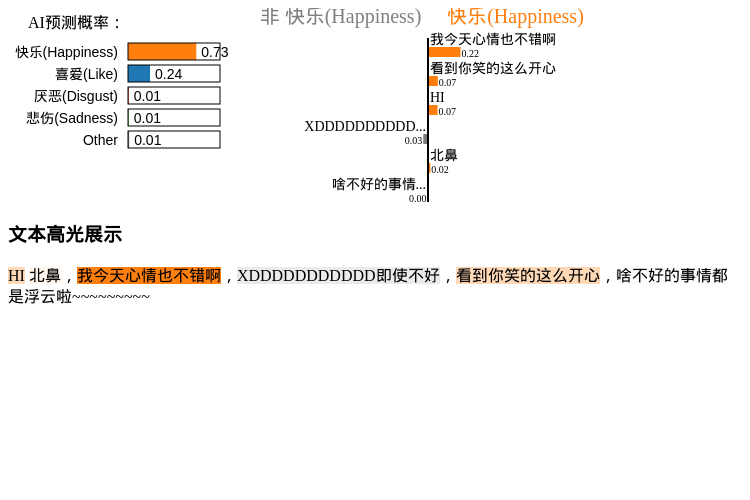 AI预测概率：
快乐(Happiness) 0.73
喜爱(Like) 0.24
厌恶(Disgust) 0.01
悲伤(Sadness) 0.01
Other 0.01
非 快乐(Happiness) 快乐(Happiness)
我今天心情也不错啊
0.22
看到你笑的这么开心
0.07
HI
0.07
XDDDDDDDDDD...
0.03
北鼻
0.02
啥不好的事情...
0.00
文本高光展示
HI 北鼻，我今天心情也不错啊，XDDDDDDDDDDDD即使不好，看到你笑的这么开心，啥不好的事情都
是浮云啦~~~~~~~~~